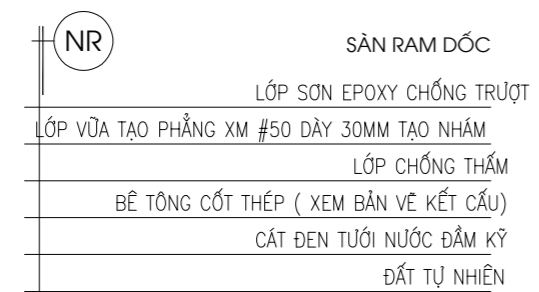 NR
SÀN RAM DỐC
LỚP SƠN EPOXY CHỐNG TRƯỢT
LỚP VỮA TẠO PHẲNG XM #50 DÀY 30MM TẠO NHÁM
LỚP CHỐNG THẤM
BÊ TÔNG CỐT THÉP ( XEM BẢN VẼ KẾT CẤU)
CÁT ĐEN TƯỚI NƯỚC ĐẦM KỸ
ĐẤT TỰ NHIÊN